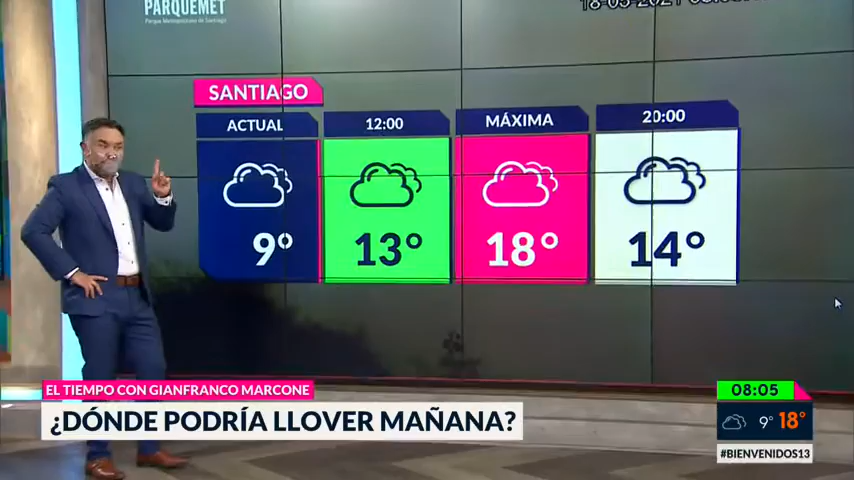 PARQUEMET
Parque Metropolitano de Santiago
SANTIAGO
ACTUAL
12:00
MÁXIMA
20:00
9°
13°
18°
14°
EL TIEMPO CON GIANFRANCO MARCONE
¿DÓNDE PODRÍA LLOVER MAÑANA?
08:05
9° 18°
#BIENVENIDOS13